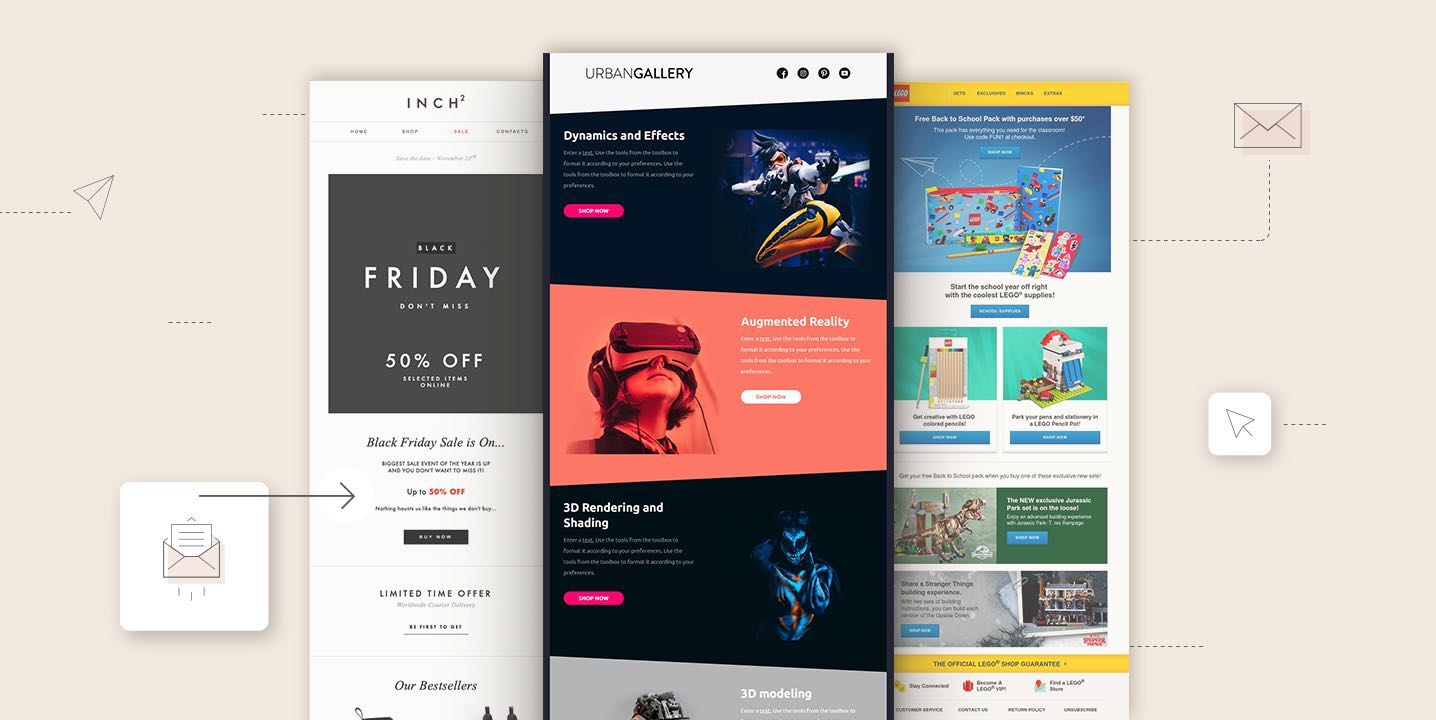 INCH²
HOME SHOP SALE CONTACTS
Save the date – November 23rd
BLACK
FRIDAY
DON'T MISS
50% OFF
SELECTED ITEMS
ONLINE
Black Friday Sale is On...
BIGGEST SALE EVENT OF THE YEAR IS UP
AND YOU DON'T WANT TO MISS IT!
Up to 50% OFF
Nothing haunts us like the things we don't buy...
BUY NOW
LIMITED TIME OFFER
Worldwide Courier Delivery
BE FIRST TO GET
Our Bestsellers
URBANGALLERY
Dynamics and Effects
Enter a text. Use the tools from the toolbox to
format it according to your preferences. Use the
tools from the toolbox to format it according to your
preferences.
SHOP NOW
Augmented Reality
Enter a text. Use the tools from the toolbox to
format it according to your preferences. Use the
tools from the toolbox to format it according to your
preferences.
SHOP NOW
3D Rendering and
Shading
Enter a text. Use the tools from the toolbox to
format it according to your preferences. Use the
tools from the toolbox to format it according to your
preferences.
SHOP NOW
3D modeling
Enter a text. Use the tools from the toolbox to
LEGO
SETS EXCLUSIVES BRICKS EXTRAS
Free Back to School Pack with purchases over $50*
This pack has everything you need for the classroom!
Use code FUN1 at checkout.
SHOP NOW
LEGO
Start the school year off right
with the coolest LEGO® supplies!
SCHOOL SUPPLIES
Get creative with LEGO
colored pencils!
SHOP NOW
Park your pens and stationery in
a LEGO Pencil Pot!
SHOP NOW
Get your free Back to School pack when you buy one of these exclusive new sets!
The NEW exclusive Jurassic
Park set is on the loose!
Enjoy an advanced building experience
with Jurassic Park: T. rex Rampage.
SHOP NOW
Share a Stranger Things
building experience.
With two sets of building
instructions, you can build each
version of the Upside Down.
SHOP NOW
STRANGER
THINGS
THE OFFICIAL LEGO® SHOP GUARANTEE
Stay Connected
Become A
LEGO® VIP!
Find a LEGO®
Store
CUSTOMER SERVICE CONTACT US RETURN POLICY UNSUBSCRIBE